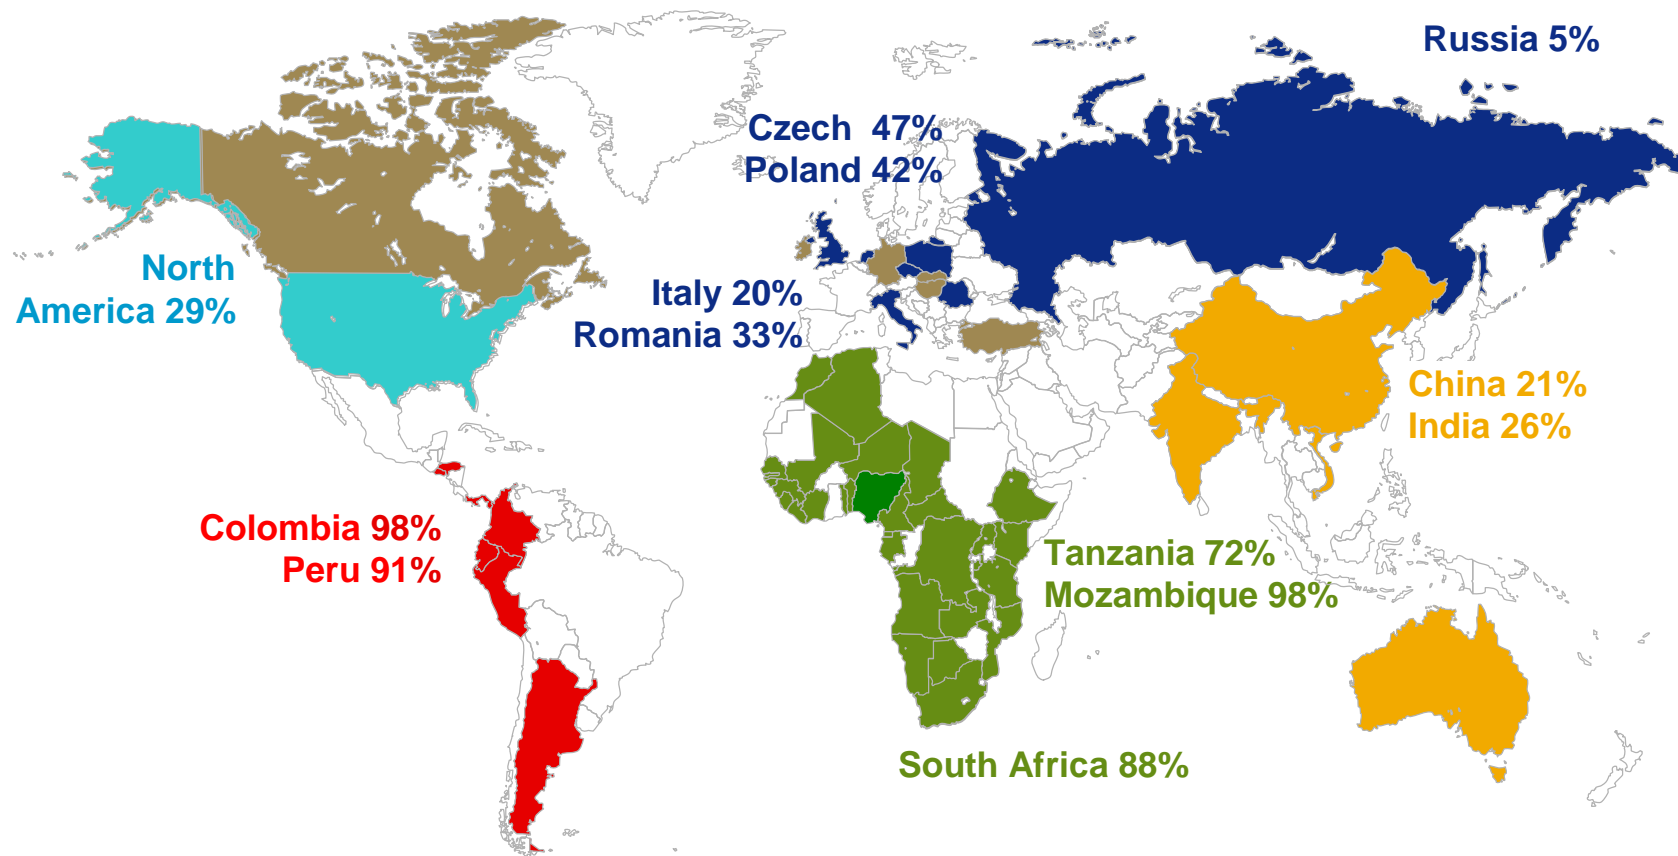 Russia 5%
Czech 47%
Poland 42%
North
America 29%
Italy 20%
Romania 33%
China 21%
India 26%
Colombia 98%
Peru 91%
Tanzania 72%
Mozambique 98%
South Africa 88%